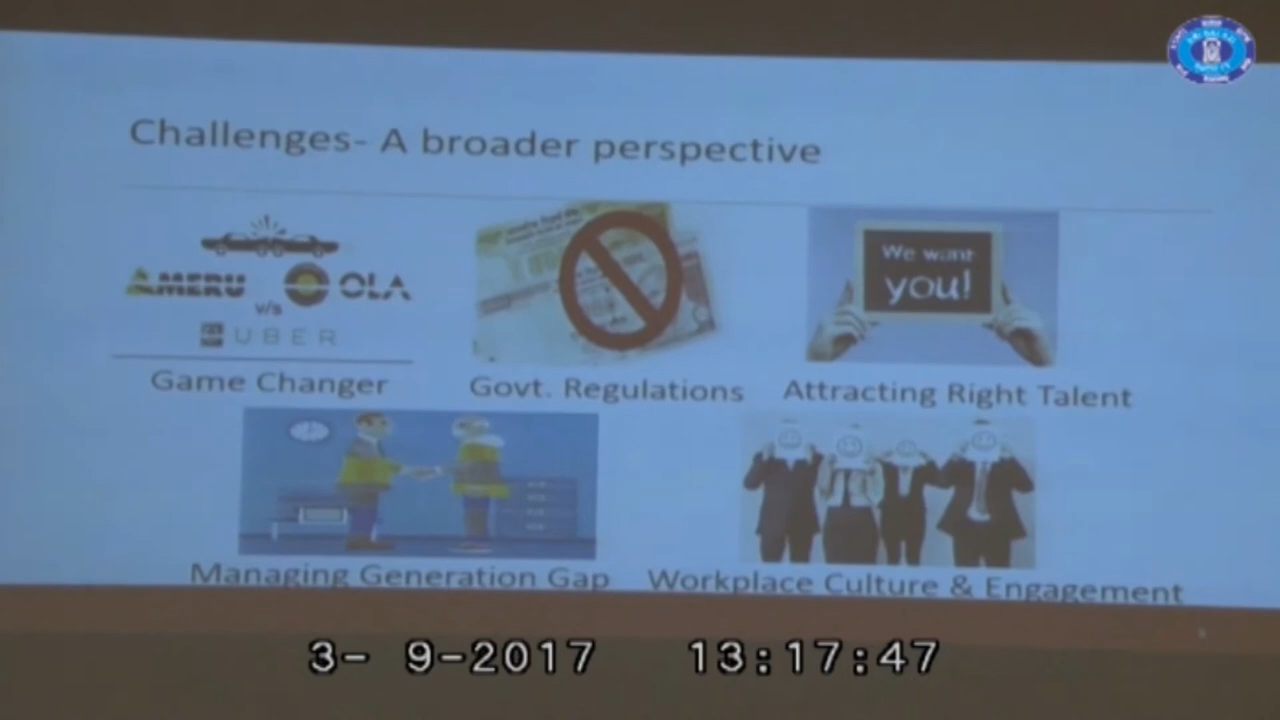 Challenges- A broader perspective
MERU
OLA
v/s
UBER
We want
you!
Game Changer
Govt. Regulations
Attracting Right Talent
Managing Generation Gap
Workplace Culture & Engagement
3- 9-2017 13:17:47